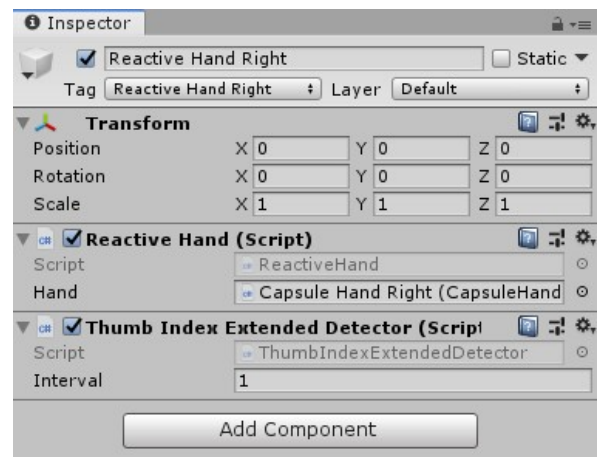 Inspector
Reactive Hand Right Static
Tag Reactive Hand Right Layer Default
Transform
Position X 0 Y 0 Z 0
Rotation X 0 Y 0 Z 0
Scale X 1 Y 1 Z 1
Reactive Hand (Script)
Script ReactiveHand
Hand Capsule Hand Right (CapsuleHand
Thumb Index Extended Detector (Script
Script ThumbIndexExtendedDetector
Interval 1
Add Component